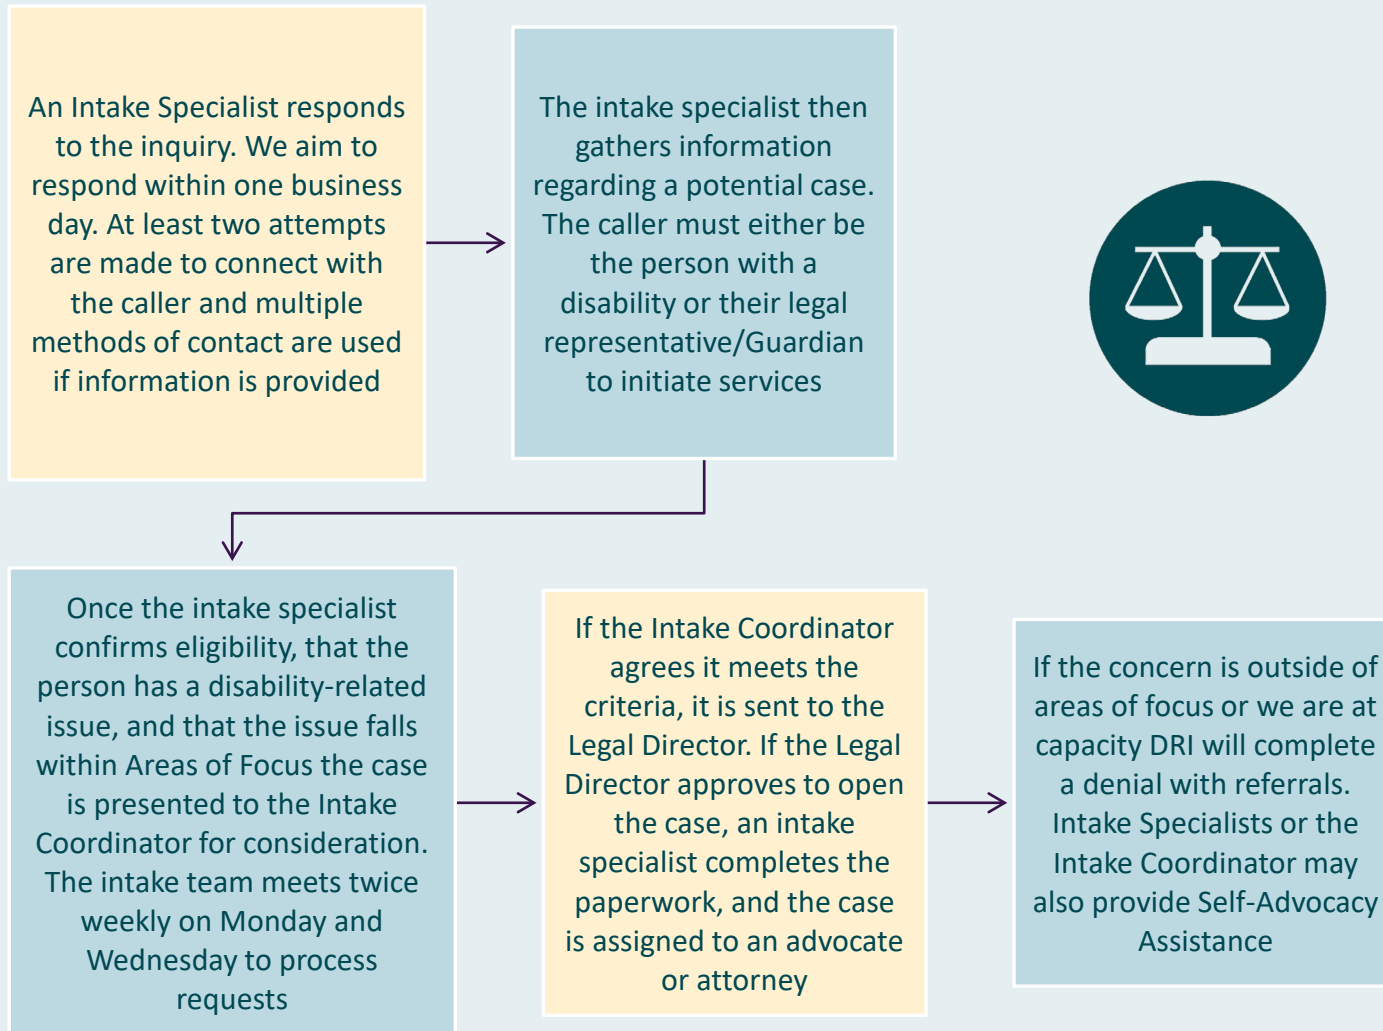 An Intake Specialist responds
to the inquiry. We aim to
respond within one business
day. At least two attempts
are made to connect with
the caller and multiple
methods of contact are used
if information is provided
The intake specialist then
gathers information
regarding a potential case.
The caller must either be
the person with a
disability or their legal
representative/Guardian
to initiate services
Once the intake specialist
confirms eligibility, that the
person has a disability-related
issue, and that the issue falls
within Areas of Focus the case
is presented to the Intake
Coordinator for consideration.
The intake team meets twice
weekly on Monday and
Wednesday to process
requests
If the Intake Coordinator
agrees it meets the
criteria, it is sent to the
Legal Director. If the Legal
Director approves to open
the case, an intake
specialist completes the
paperwork, and the case
is assigned to an advocate
or attorney
If the concern is outside of
areas of focus or we are at
capacity DRI will complete
a denial with referrals.
Intake Specialists or the
Intake Coordinator may
also provide Self-Advocacy
Assistance